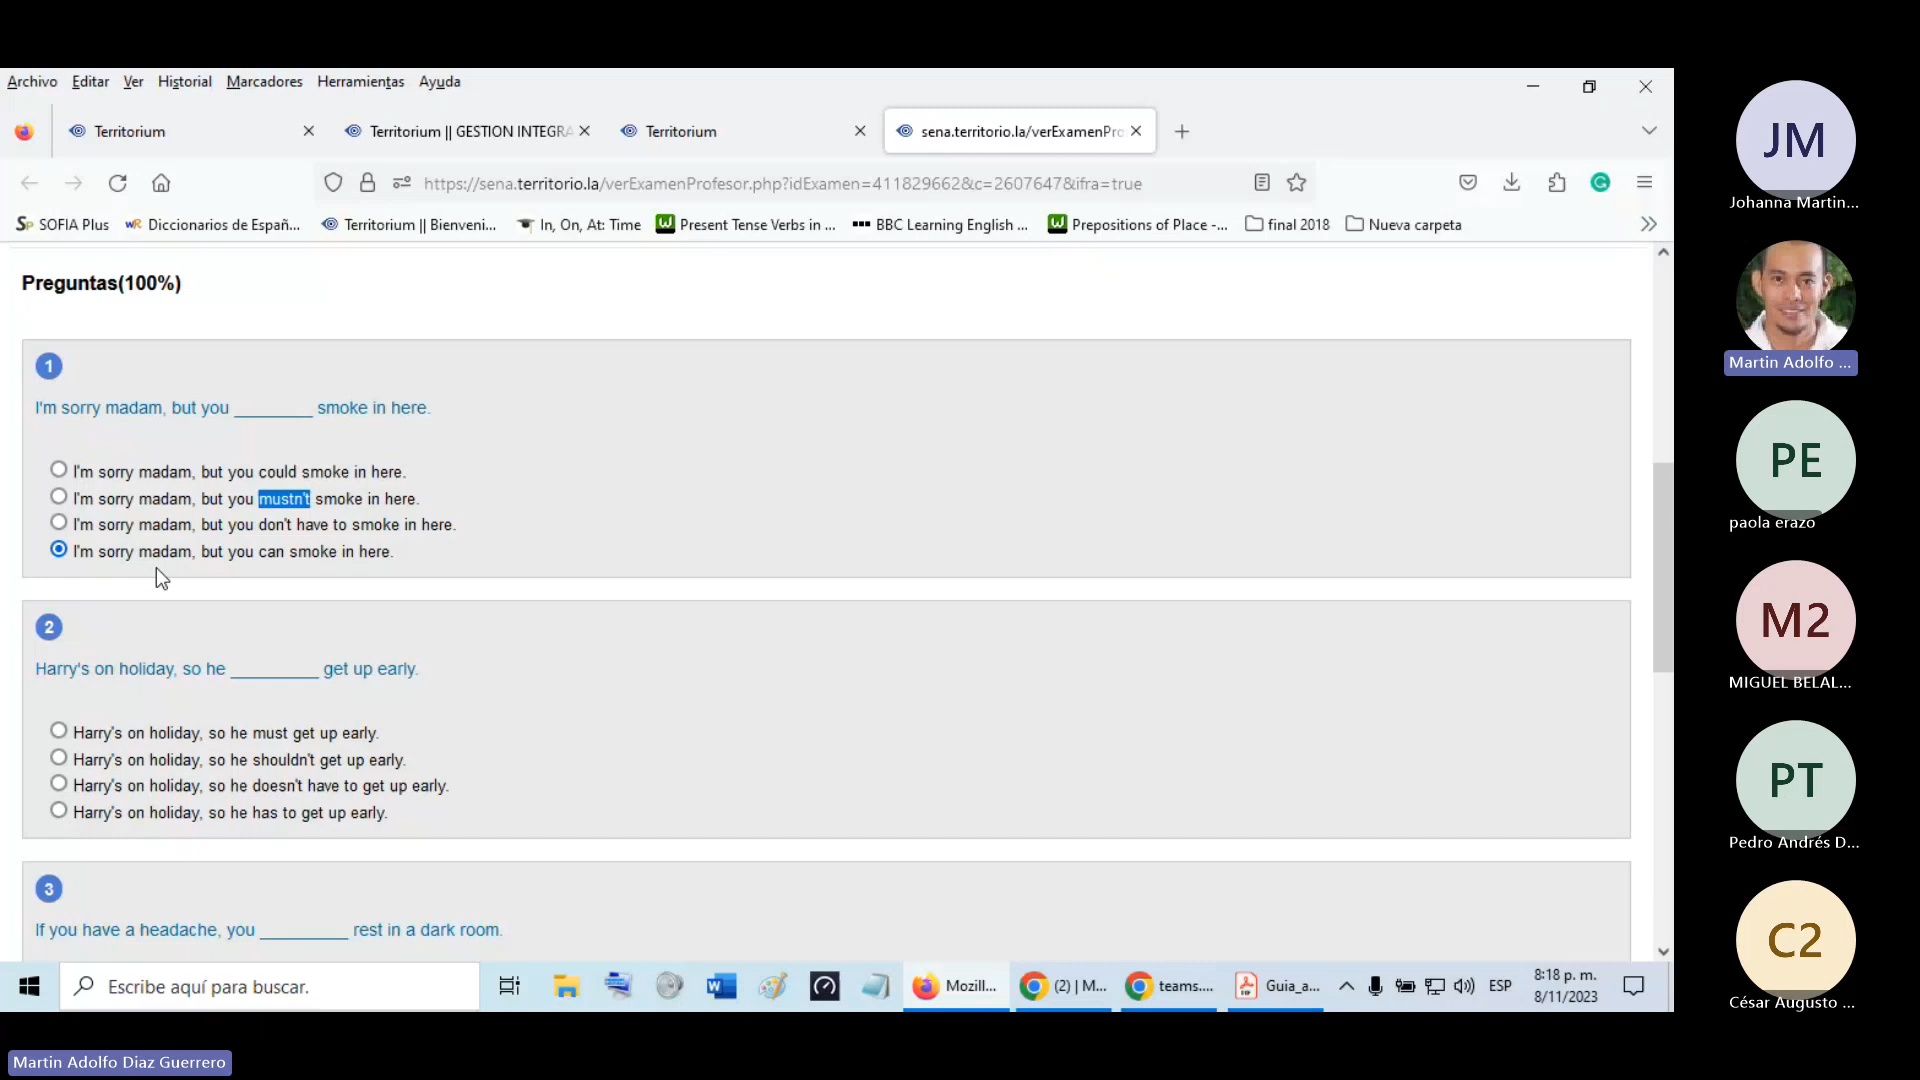 Archivo Editar Ver Historial Marcadores Herramientas Ayuda
Territorium
Territorium || GESTION INTEGRA
Territorium
sena.territorio.la/verExamenPro
https://sena.territorio.la/verExamenProfesor.php?idExamen=411829662&c=2607647&ifra=true
SOFIA Plus Diccionarios de Españ... Territorium || Bienveni... In, On, At: Time Present Tense Verbs in ... BBC Learning English ... Prepositions of Place -... final 2018 Nueva carpeta
Preguntas(100%)
1
I'm sorry madam, but you ________ smoke in here.
I'm sorry madam, but you could smoke in here.
I'm sorry madam, but you mustn't smoke in here.
I'm sorry madam, but you don't have to smoke in here.
I'm sorry madam, but you can smoke in here.
2
Harry's on holiday, so he _________ get up early.
Harry's on holiday, so he must get up early.
Harry's on holiday, so he shouldn't get up early.
Harry's on holiday, so he doesn't have to get up early.
Harry's on holiday, so he has to get up early.
3
If you have a headache, you _________ rest in a dark room.
Escribe aquí para buscar.
Mozill...
(2) | M...
teams....
Guia_a...
ESP
8:18 p. m.
8/11/2023
JM
Johanna Martin...
Martin Adolfo ...
PE
paola erazo
M2
MIGUEL BELAL...
PT
Pedro Andrés D...
C2
César Augusto ...
Martin Adolfo Diaz Guerrero